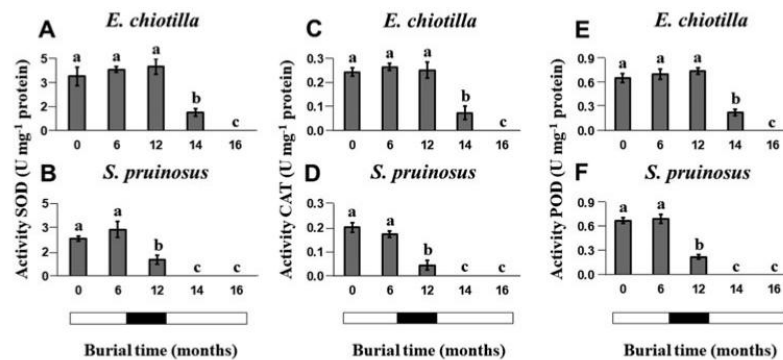 E. chiotilla
E. chiotilla
E. chiotilla
A
C
E
Activity SOD (U mg⁻¹ protein)
Activity CAT (U mg⁻¹ protein)
Activity POD (U mg⁻¹ protein)
5
3
2
0.0
a a a b c
0 6 12 14 16
0.3
0.2
0.1
0.0
a a a b c
0 6 12 14 16
0.9
0.6
0.3
0.0
a a a b c
0 6 12 14 16
S. pruinosus
S. pruinosus
S. pruinosus
B
D
F
5
3
2
0
a a b c c
0 6 12 14 16
0.3
0.2
0.1
0.0
a a b c c
0 6 12 14 16
0.9
0.6
0.3
0.0
a a b c c
0 6 12 14 16
Burial time (months)
Burial time (months)
Burial time (months)